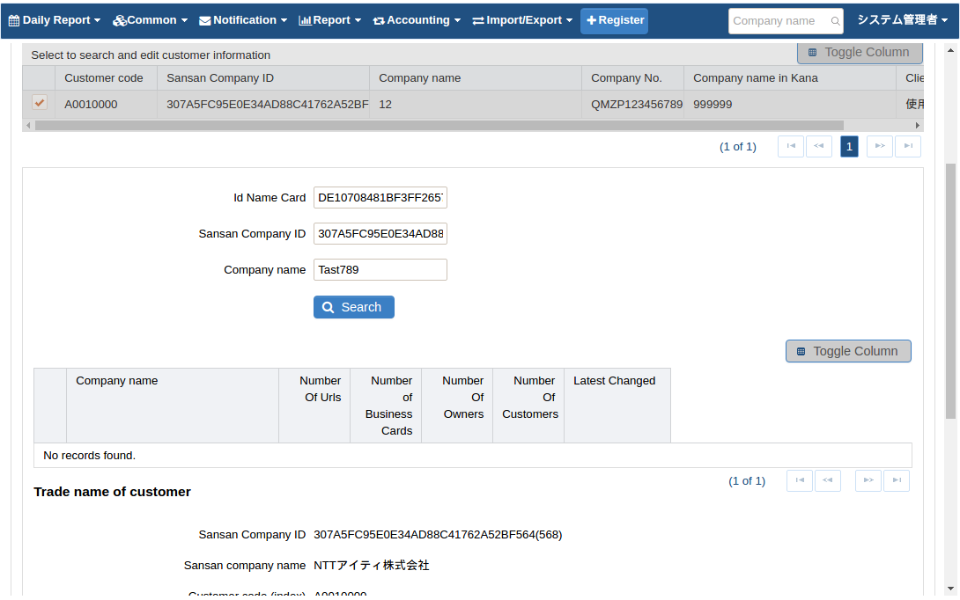 Daily Report Common Notification Report Accounting Import/Export Register Company name システム管理者
Select to search and edit customer information Toggle Column
Customer code Sansan Company ID Company name Company No. Company name in Kana Clie
A0010000 307A5FC95E0E34AD88C41762A52BF 12 QMZP123456789 999999 使用
(1 of 1) 1
Id Name Card DE10708481BF3FF265
Sansan Company ID 307A5FC95E0E34AD88
Company name Tast789
Search
Toggle Column
Company name Number Of Urls Number of Business Cards Number Of Owners Number Of Customers Latest Changed
No records found.
(1 of 1)
Trade name of customer
Sansan Company ID 307A5FC95E0E34AD88C41762A52BF564(568)
Sansan company name NTTアイティ株式会社
Customer code (index) A0010000